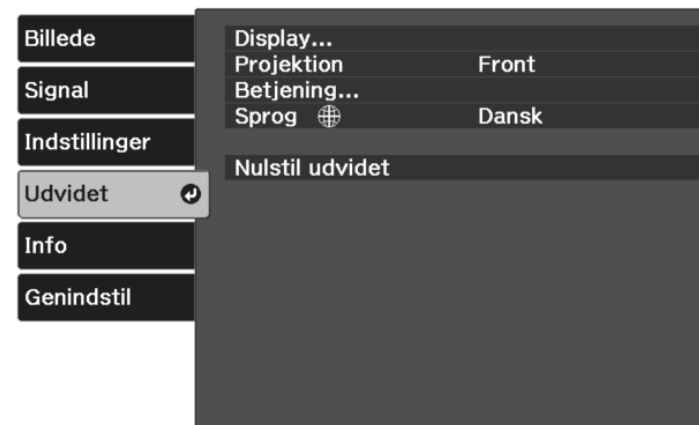 Billede
Signal
Indstillinger
Udvidet
Info
Genindstil
Display...
Projektion Front
Betjening...
Sprog Dansk
Nulstil udvidet